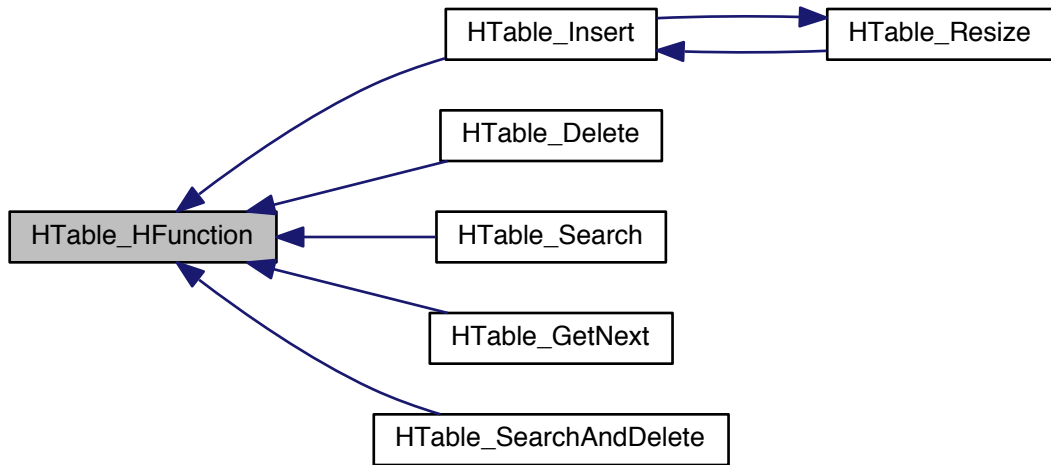 HTable_Insert
HTable_Resize
HTable_Delete
HTable_HFunction
HTable_Search
HTable_GetNext
HTable_SearchAndDelete